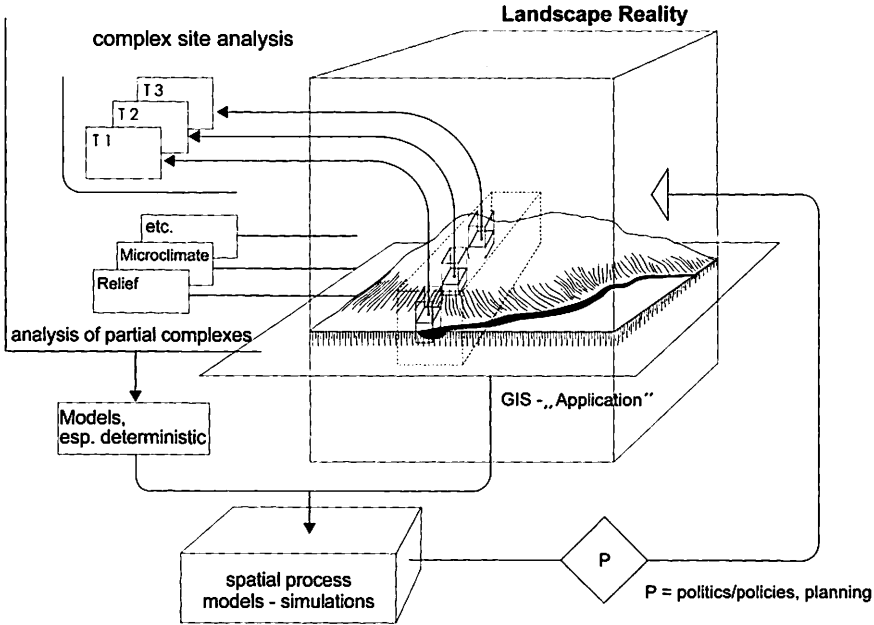 Landscape Reality
complex site analysis
T 3
T 2
T 1
etc.
Microclimate
Relief
analysis of partial complexes
GIS -„Application”
Models,
esp. deterministic
spatial process
models - simulations
P
P = politics/policies, planning